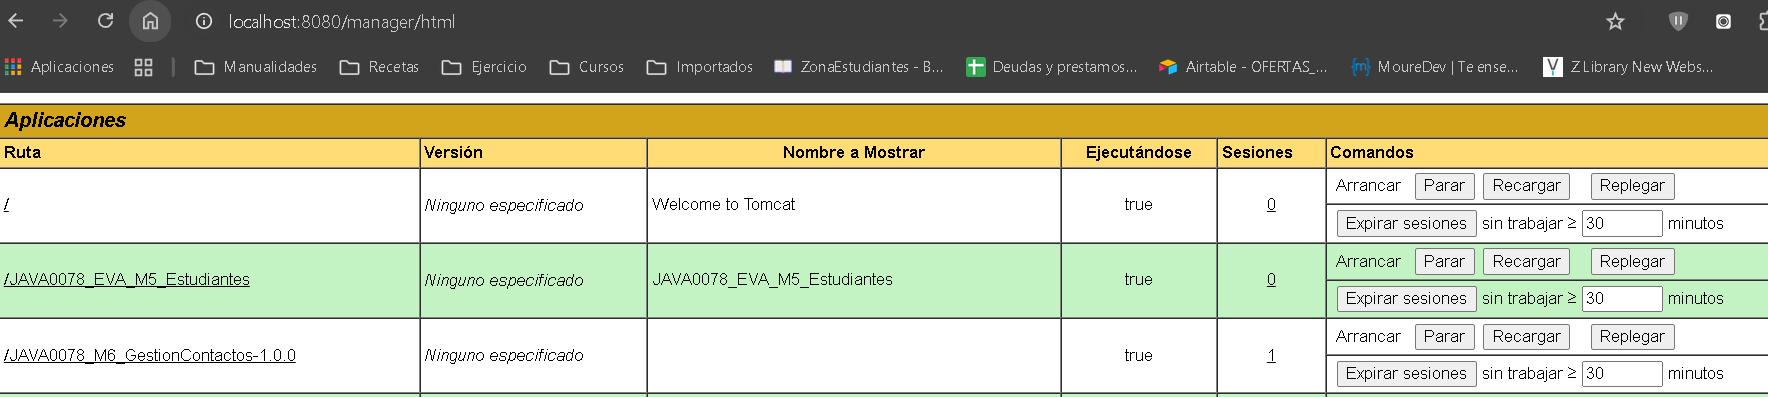 localhost:8080/manager/html
Aplicaciones Manualidades Recetas Ejercicio Cursos Importados ZonaEstudiantes - B... Deudas y prestamos... Airtable - OFERTAS_... MoureDev | Te ense... Z Library New Webs...
Aplicaciones
Ruta Versión Nombre a Mostrar Ejecutándose Sesiones Comandos
/ Ninguno especificado Welcome to Tomcat true 0 Arrancar Parar Recargar Replegar
Expirar sesiones sin trabajar ≥ 30 minutos
/JAVA0078_EVA_M5_Estudiantes Ninguno especificado JAVA0078_EVA_M5_Estudiantes true 0 Arrancar Parar Recargar Replegar
Expirar sesiones sin trabajar ≥ 30 minutos
/JAVA0078_M6_GestionContactos-1.0.0 Ninguno especificado true 1 Arrancar Parar Recargar Replegar
Expirar sesiones sin trabajar ≥ 30 minutos